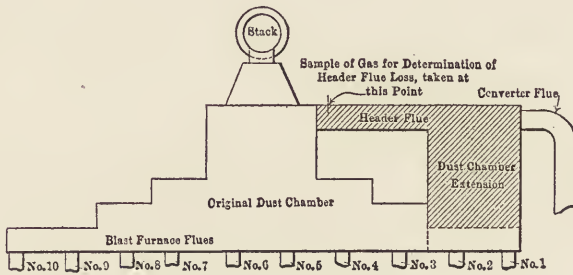 Stack
Sample of Gas for Determination of
Header Flue Loss, taken at
this Point
Converter Flue
Header Flue
Dust Chamber
Extension
Original Dust Chamber
Blast Furnace Flues
No.10 No.9 No.8 No.7 No.6 No.5 No.4 No.3 No.2 No.1